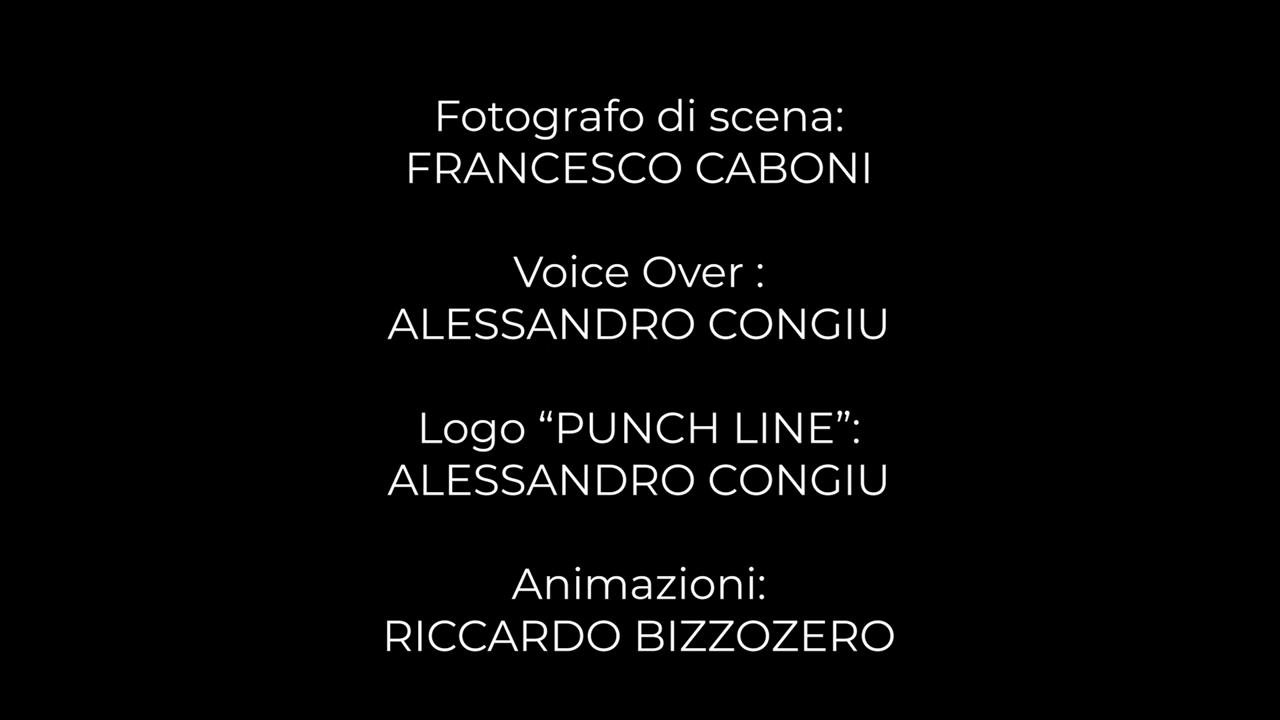 Fotografo di scena:
FRANCESCO CABONI
Voice Over :
ALESSANDRO CONGIU
Logo “PUNCH LINE”:
ALESSANDRO CONGIU
Animazioni:
RICCARDO BIZZOZERO